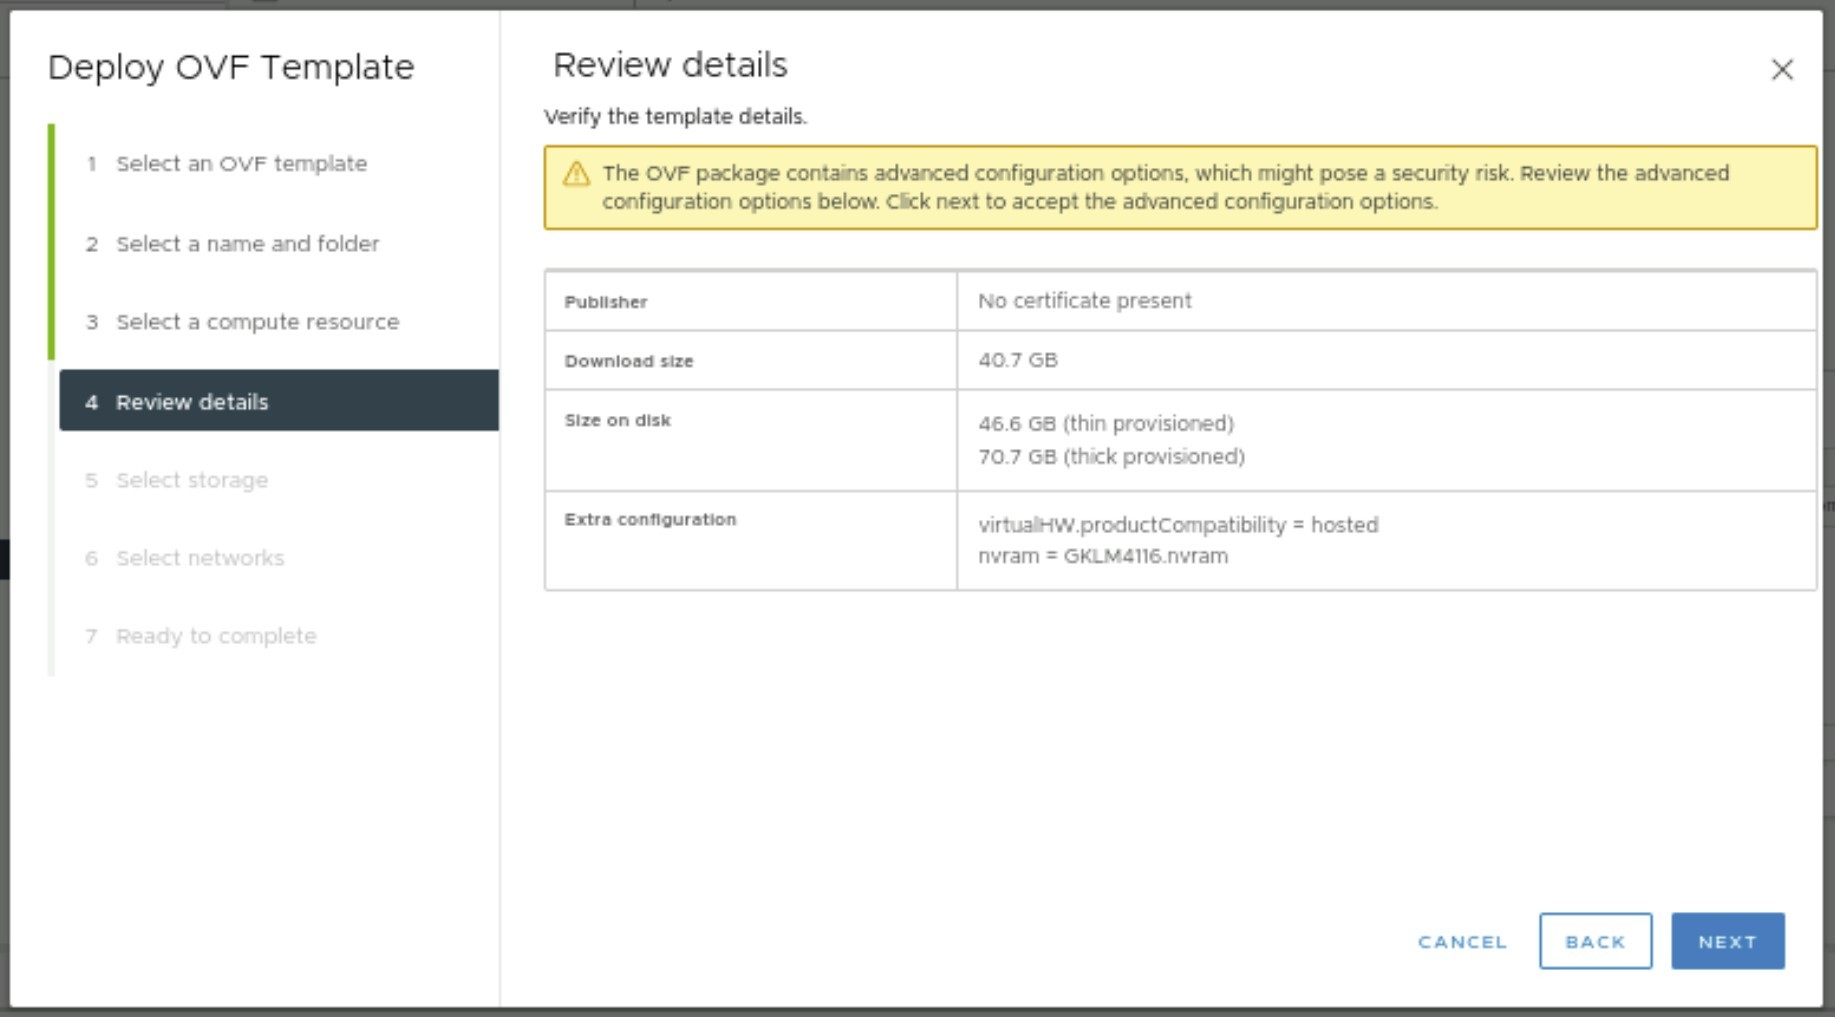 Deploy OVF Template
1 Select an OVF template
2 Select a name and folder
3 Select a compute resource
4 Review details
5 Select storage
6 Select networks
7 Ready to complete
Review details
Verify the template details.
The OVF package contains advanced configuration options, which might pose a security risk. Review the advanced
configuration options below. Click next to accept the advanced configuration options.
Publisher No certificate present
Download size 40.7 GB
Size on disk 46.6 GB (thin provisioned)
70.7 GB (thick provisioned)
Extra configuration virtualHW.productCompatibility = hosted
nvram = GKLM4116.nvram
CANCEL BACK NEXT